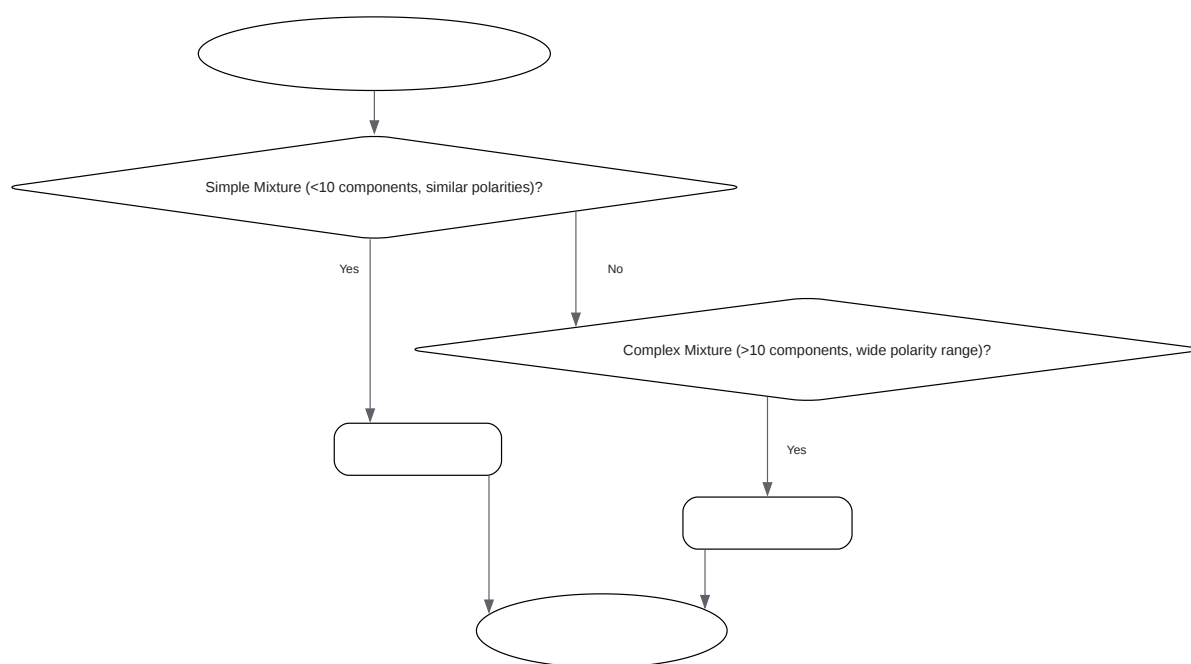 Simple Mixture (<10 components, similar polarities)?
Yes
No
Complex Mixture (>10 components, wide polarity range)?
Yes